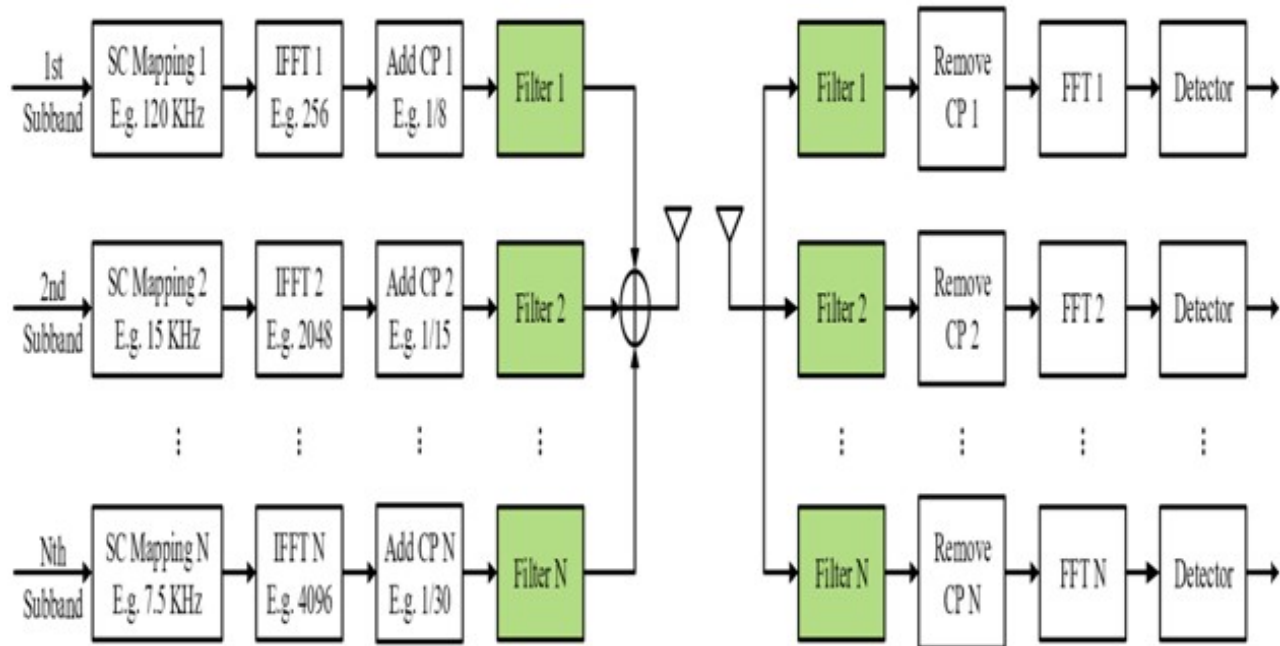 1st
Subband
SC Mapping 1
E.g. 120 KHz
IFFT 1
E.g. 256
Add CP 1
E.g. 1/8
Filter 1
Filter 1
Remove
CP 1
FFT 1
Detector
2nd
Subband
SC Mapping 2
E.g. 15 KHz
IFFT 2
E.g. 2048
Add CP 2
E.g. 1/15
Filter 2
Filter 2
Remove
CP 2
FFT 2
Detector
Nth
Subband
SC Mapping N
E.g. 7.5 KHz
IFFT N
E.g. 4096
Add CP N
E.g. 1/30
Filter N
Filter N
Remove
CP N
FFT N
Detector